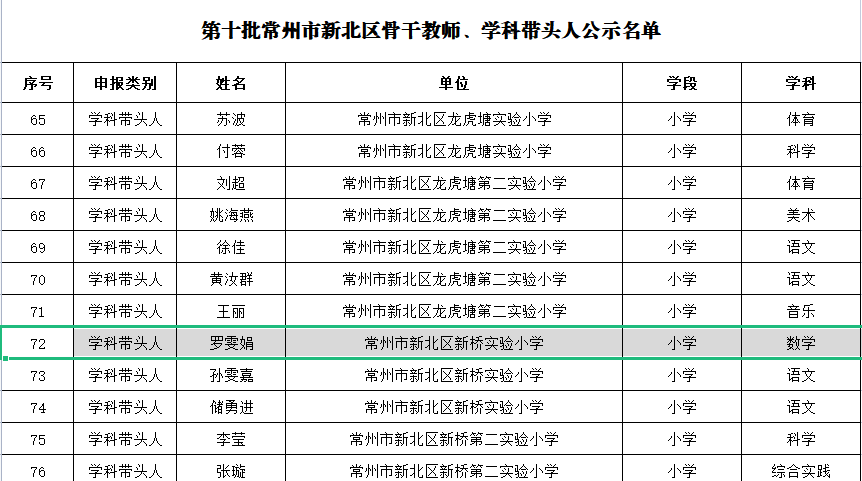 第十批常州市新北区骨干教师、学科带头人公示名单
序号 申报类别 姓名 单位 学段 学科
65 学科带头人 苏波 常州市新北区龙虎塘实验小学 小学 体育
66 学科带头人 付蓉 常州市新北区龙虎塘实验小学 小学 科学
67 学科带头人 刘超 常州市新北区龙虎塘第二实验小学 小学 体育
68 学科带头人 姚海燕 常州市新北区龙虎塘第二实验小学 小学 美术
69 学科带头人 徐佳 常州市新北区龙虎塘第二实验小学 小学 语文
70 学科带头人 黄汝群 常州市新北区龙虎塘第二实验小学 小学 语文
71 学科带头人 王丽 常州市新北区龙虎塘第二实验小学 小学 音乐
72 学科带头人 罗雯娟 常州市新北区新桥实验小学 小学 数学
73 学科带头人 孙雯嘉 常州市新北区新桥实验小学 小学 语文
74 学科带头人 储勇进 常州市新北区新桥实验小学 小学 语文
75 学科带头人 李莹 常州市新北区新桥第二实验小学 小学 科学
76 学科带头人 张璇 常州市新北区新桥第二实验小学 小学 综合实践